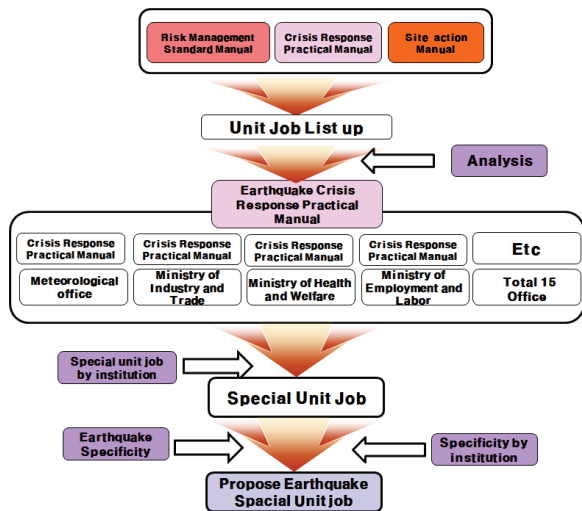 Risk Management
Standard Manual
Crisis Response
Practical Manual
Site action
Manual
Unit Job List up
Analysis
Earthquake Crisis
Response Practical
Manual
Crisis Response
Practical Manual
Crisis Response
Practical Manual
Crisis Response
Practical Manual
Crisis Response
Practical Manual
Etc
Meteorological
office
Ministry of
Industry and
Trade
Ministry of Health
and Welfare
Ministry of
Employment and
Labor
Total 15
Office
Special unit job
by institution
Special Unit Job
Earthquake
Specificity
Specificity by
institution
Propose Earthquake
Spacial Unit job